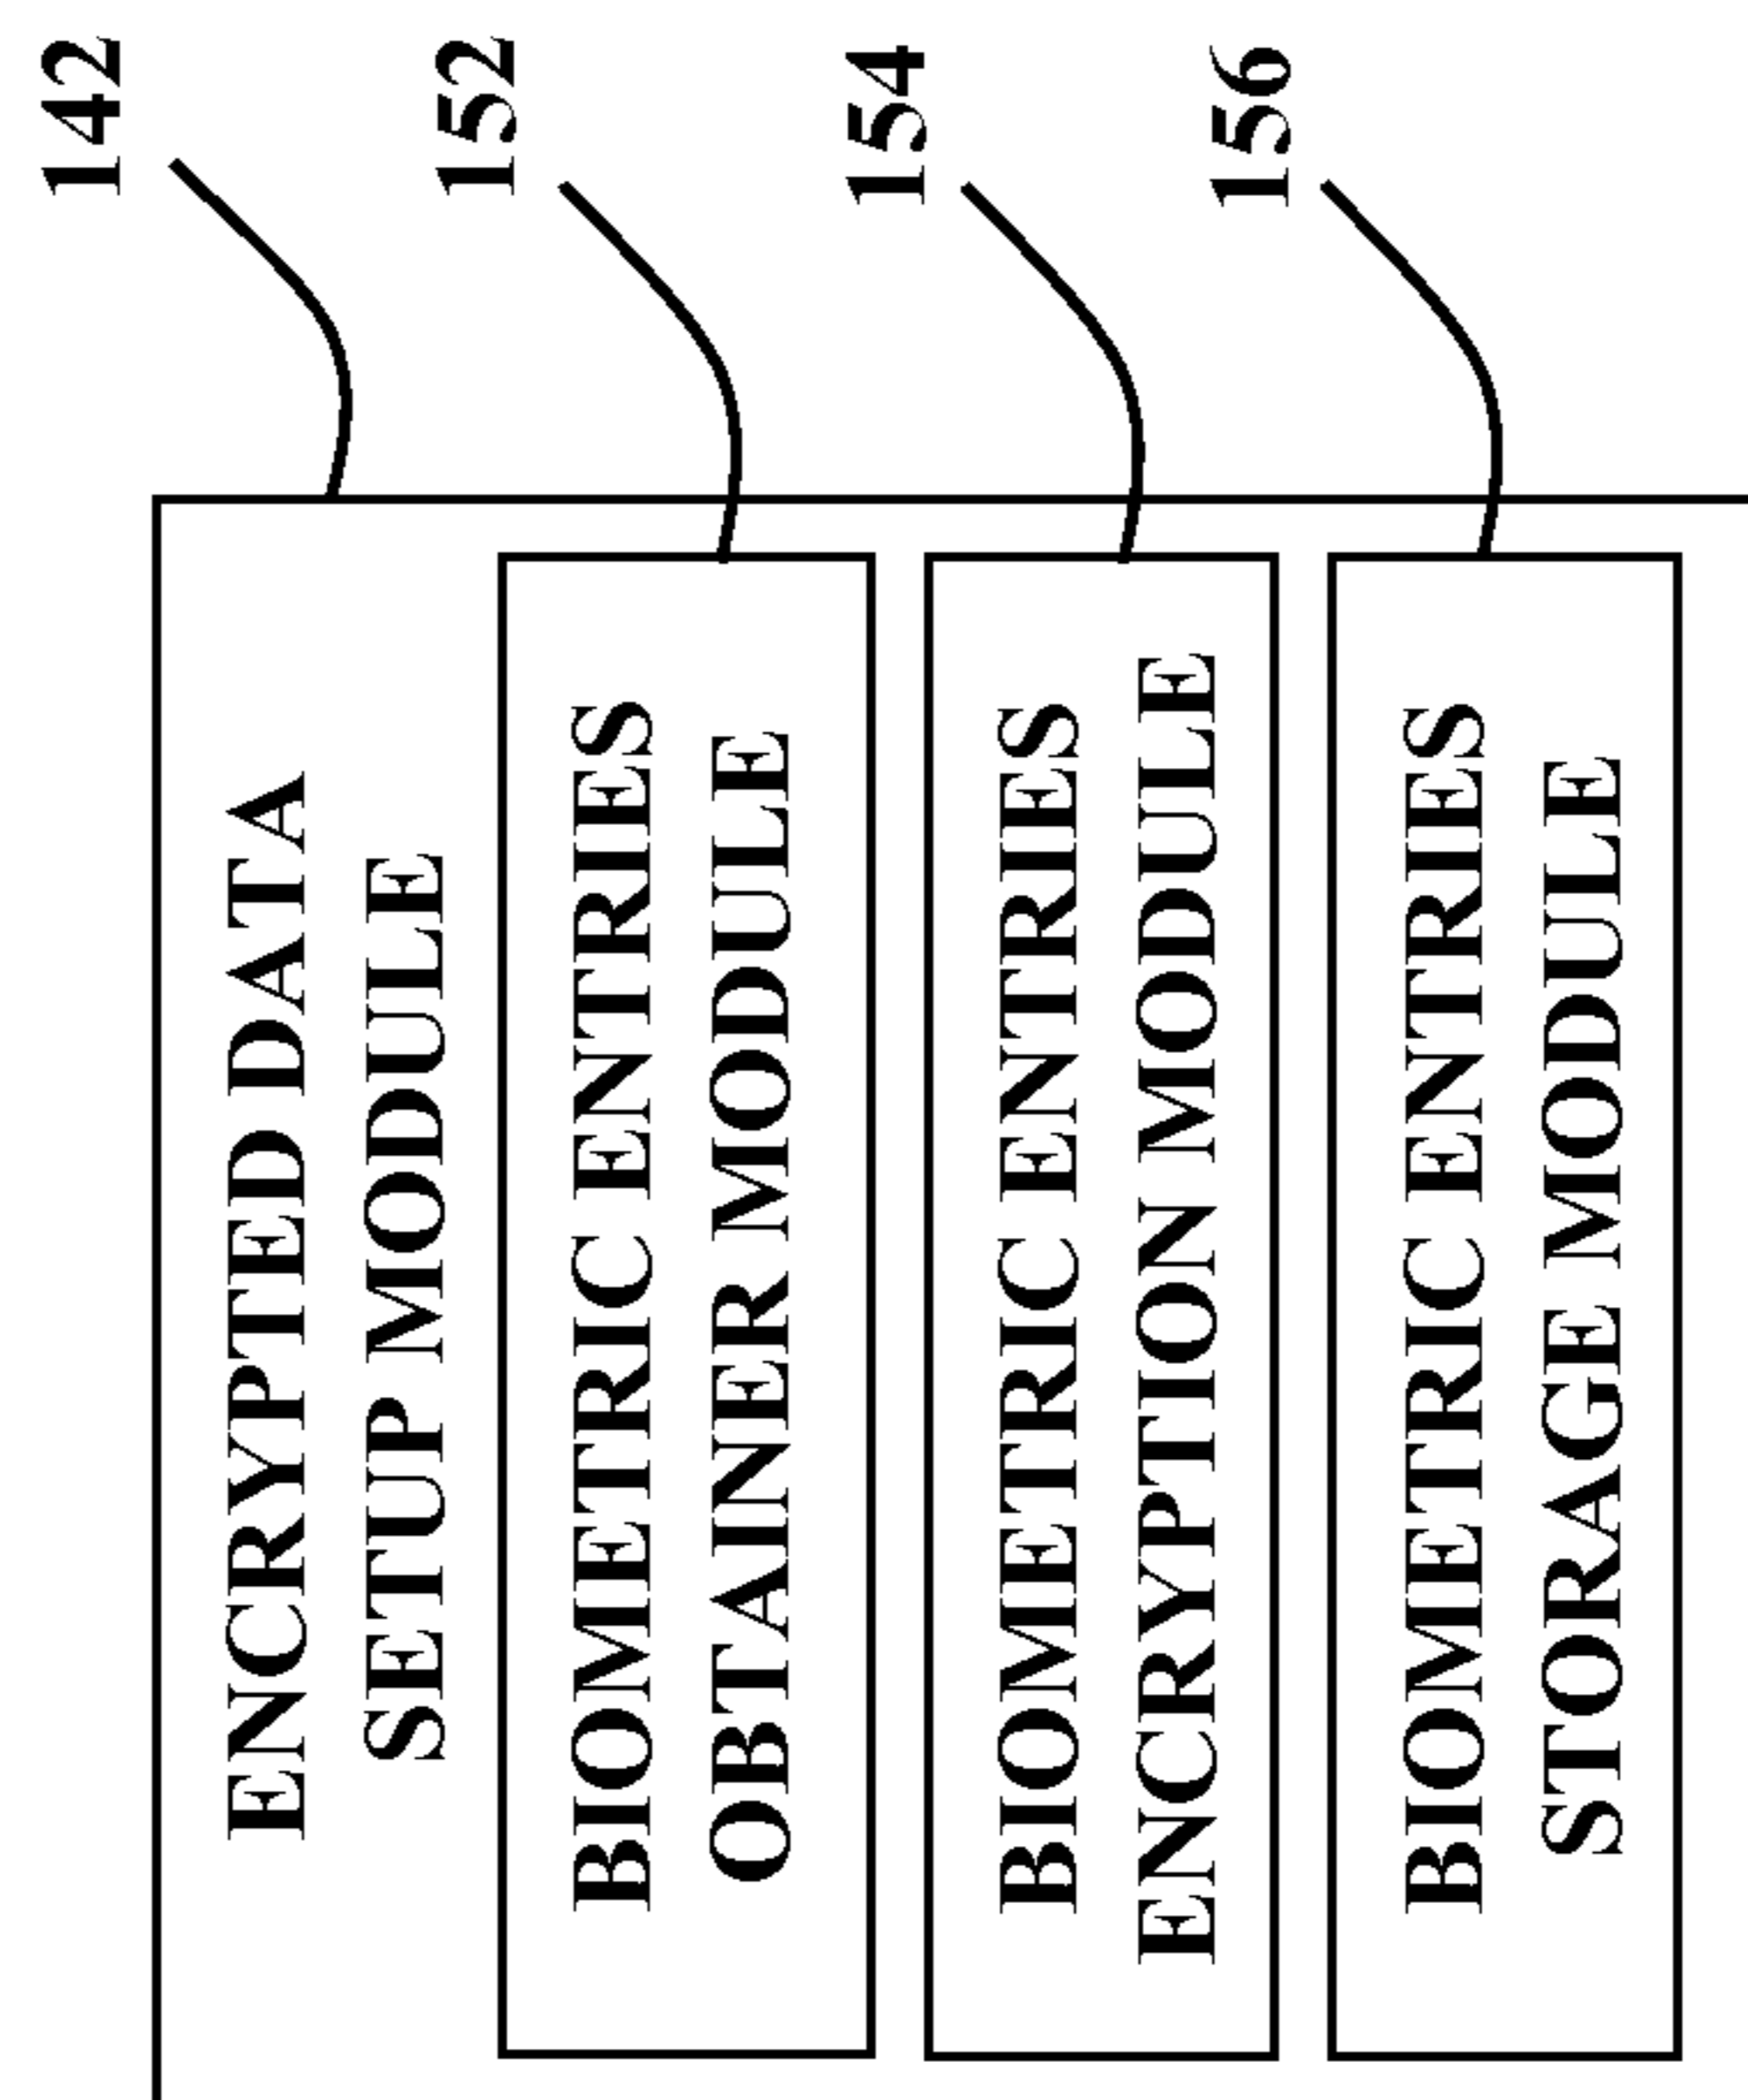 142
ENCRYPTED DATA
SETUP MODULE
152
BIOMETRIC ENTRIES
OBTAINER MODULE
154
BIOMETRIC ENTRIES
ENCRYPTION MODULE
156
BIOMETRIC ENTRIES
STORAGE MODULE